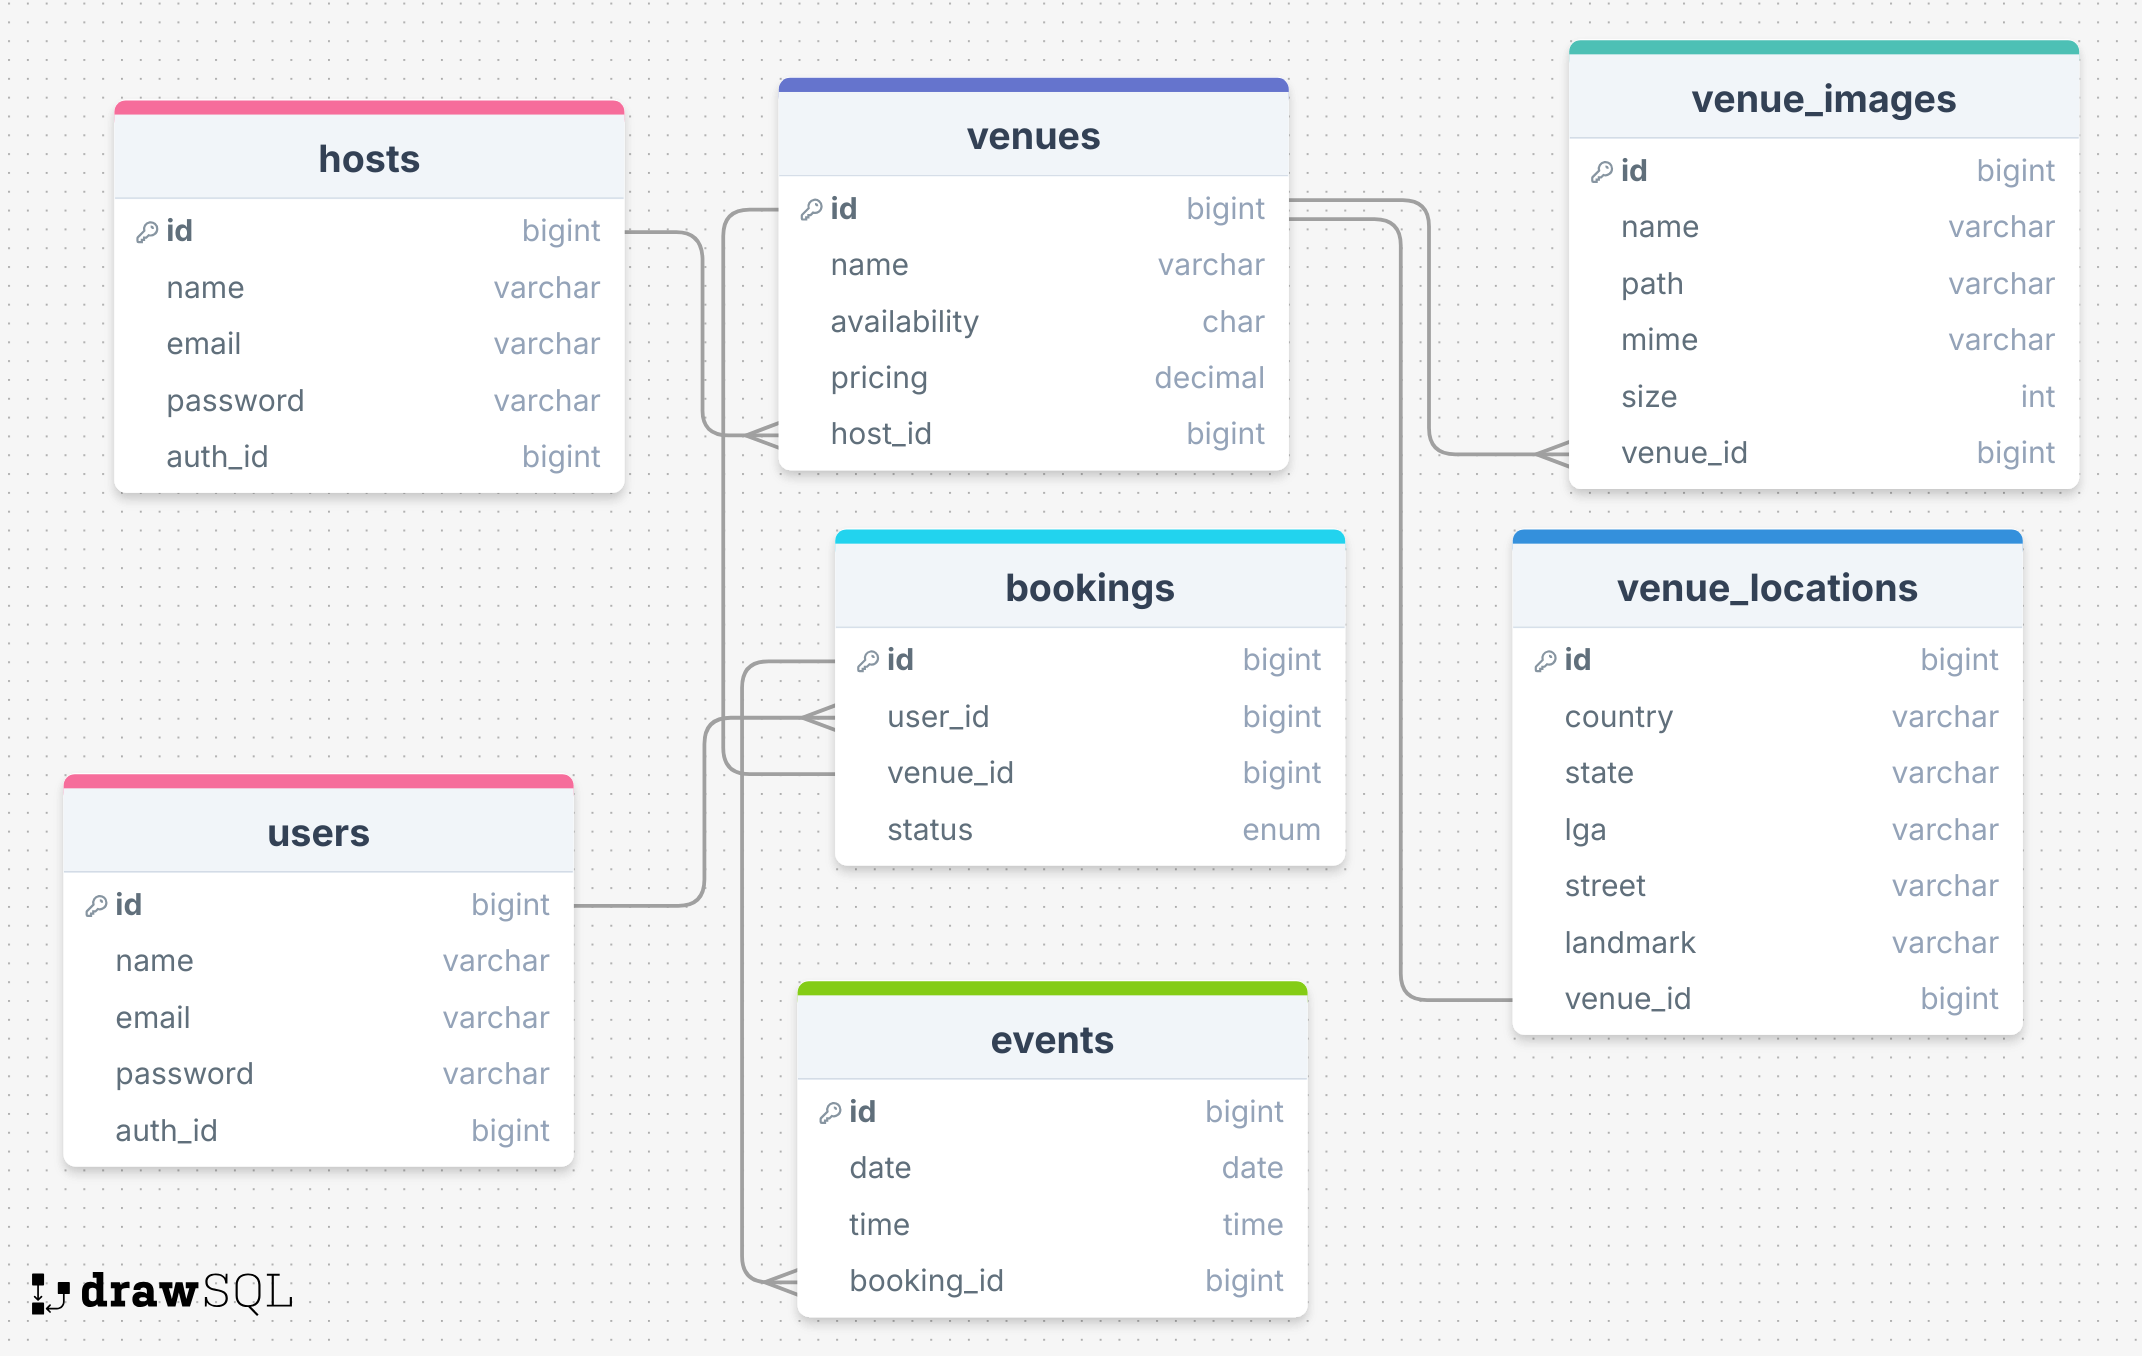 hosts
id bigint
name varchar
email varchar
password varchar
auth_id bigint
venues
id bigint
name varchar
availability char
pricing decimal
host_id bigint
venue_images
id bigint
name varchar
path varchar
mime varchar
size int
venue_id bigint
bookings
id bigint
user_id bigint
venue_id bigint
status enum
venue_locations
id bigint
country varchar
state varchar
lga varchar
street varchar
landmark varchar
venue_id bigint
users
id bigint
name varchar
email varchar
password varchar
auth_id bigint
events
id bigint
date date
time time
booking_id bigint
drawSQL